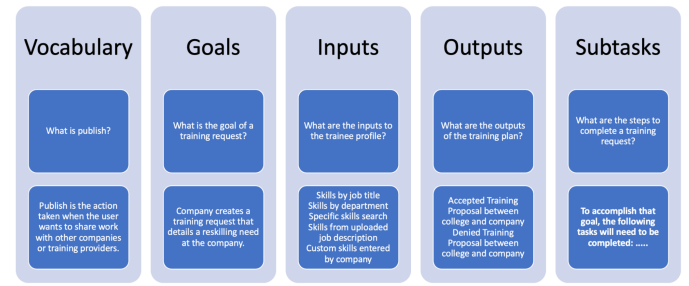 Vocabulary
What is publish?
Publish is the action
taken when the user
wants to share work
with other companies
or training providers.
Goals
What is the goal of a
training request?
Company creates a
training request that
details a reskilling need
at the company.
Inputs
What are the inputs to
the trainee profile?
Skills by job title
Skills by department
Specific skills search
Skills from uploaded
job description
Custom skills entered
by company
Outputs
What are the outputs
of the training plan?
Accepted Training
Proposal between
college and company
Denied Training
Proposal between
college and company
Subtasks
What are the steps to
complete a training
request?
To accomplish that
goal, the following
tasks will need to be
completed: .....